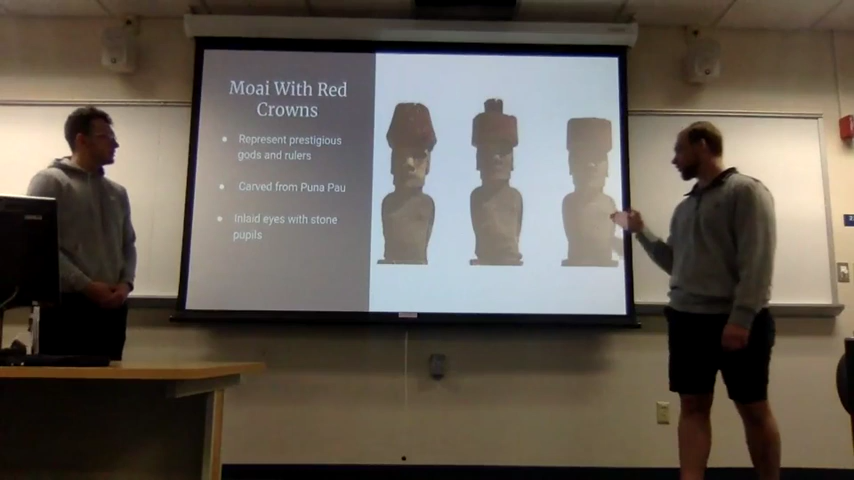 Moai With Red
Crowns
Represent prestigious
gods and rulers
Carved from Puna Pau
Inlaid eyes with stone
pupils